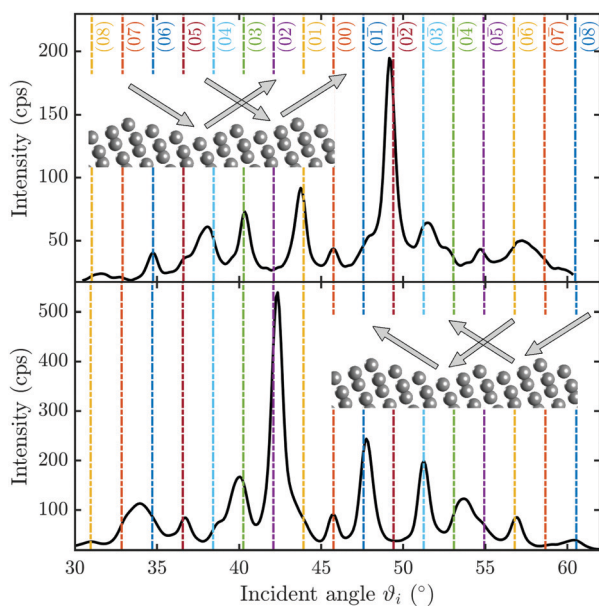 Intensity (cps)
200
150
100
50
(08) (07) (06) (05) (04) (03) (02) (01) (00) (01̄) (02̄) (03̄) (04̄) (05̄) (06̄) (07̄) (08̄)
Intensity (cps)
500
400
300
200
100
30 35 40 45 50 55 60
Incident angle ϑᵢ (°)